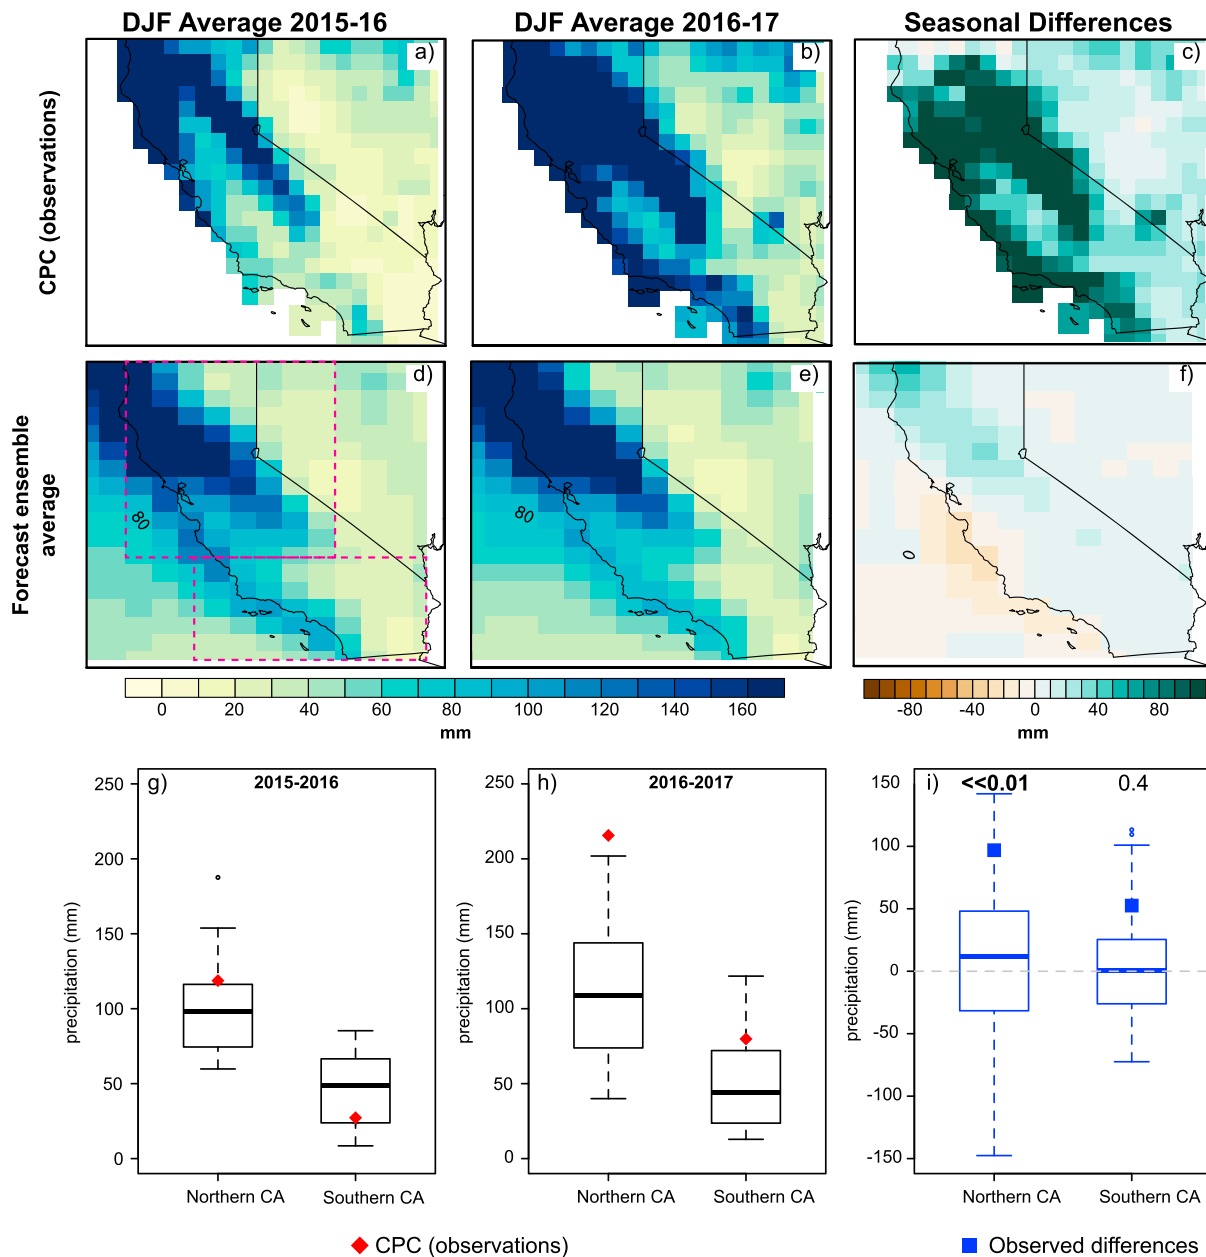 DJF Average 2015-16
DJF Average 2016-17
Seasonal Differences
CPC (observations)
a)
b)
c)
Forecast ensemble
average
d)
e)
f)
80
80
0
0 20 40 60 80 100 120 140 160
mm
-80 -40 0 40 80
mm
g)
2015-2016
250
200
150
100
50
0
precipitation (mm)
Northern CA
Southern CA
h)
2016-2017
250
200
150
100
50
0
precipitation (mm)
Northern CA
Southern CA
i)
<<0.01
0.4
150
100
50
0
-50
-100
-150
precipitation (mm)
Northern CA
Southern CA
CPC (observations)
Observed differences